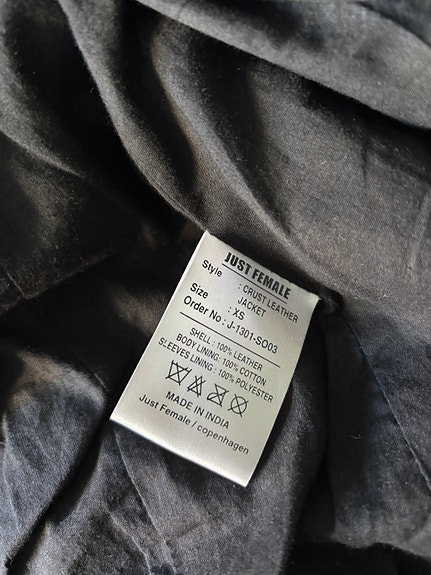 JUST FEMALE
Style : CRUST LEATHER
JACKET
Size : XS
Order No : J-1301-SO03
SHELL : 100% LEATHER
BODY LINING : 100% COTTON
SLEEVES LINING : 100% POLYESTER
MADE IN INDIA
Just Female / copenhagen